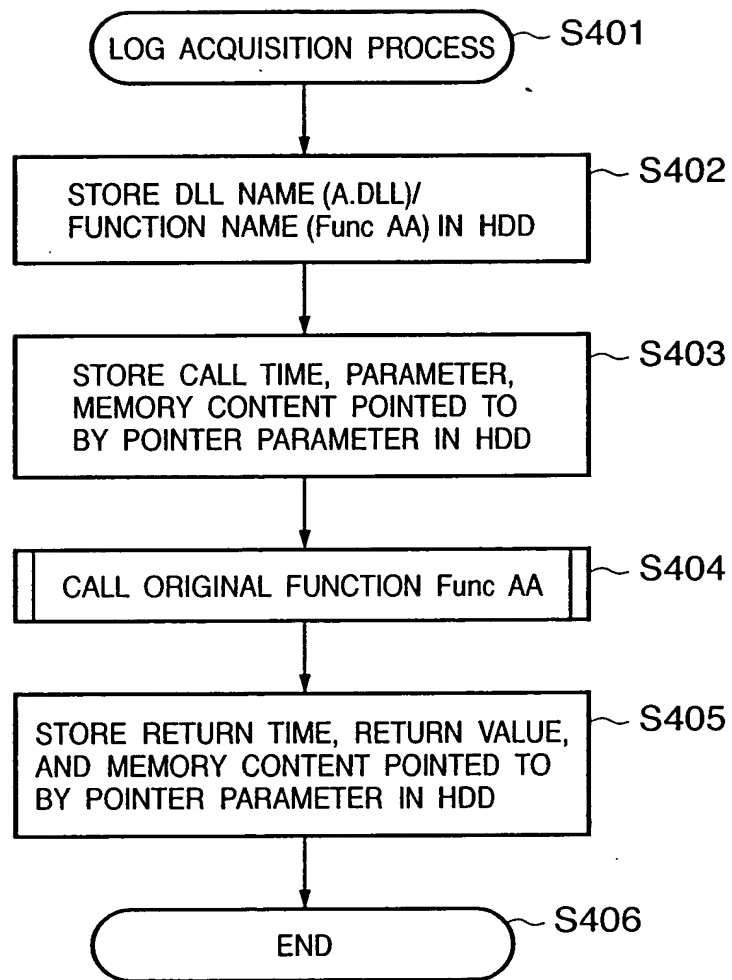 LOG ACQUISITION PROCESS
S401
STORE DLL NAME (A.DLL)/
FUNCTION NAME (Func AA) IN HDD
S402
STORE CALL TIME, PARAMETER,
MEMORY CONTENT POINTED TO
BY POINTER PARAMETER IN HDD
S403
CALL ORIGINAL FUNCTION Func AA
S404
STORE RETURN TIME, RETURN VALUE,
AND MEMORY CONTENT POINTED TO
BY POINTER PARAMETER IN HDD
S405
END
S406